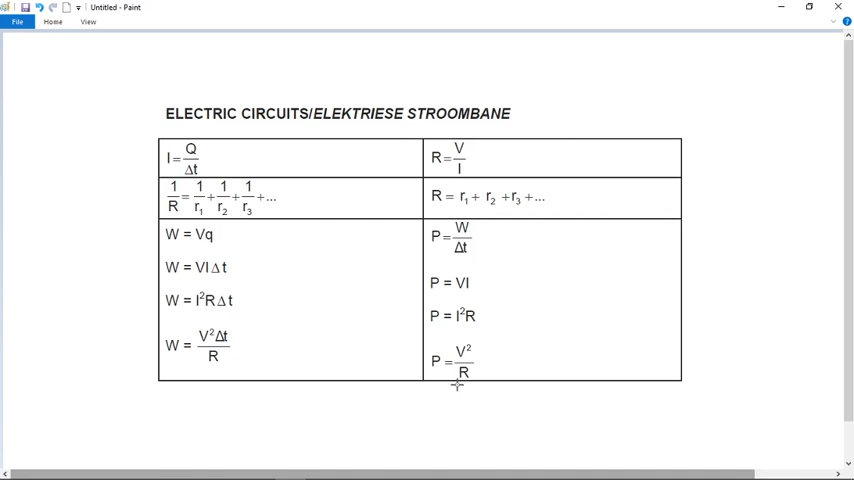 Untitled - Paint
File Home View
ELECTRIC CIRCUITS/ELEKTRIESE STROOMBANE
I = Q/Δt
R = V/I
1/R = 1/r₁ + 1/r₂ + 1/r₃ + ...
R = r₁ + r₂ + r₃ + ...
W = Vq
W = VIΔt
W = I²RΔt
W = V²Δt/R
P = W/Δt
P = VI
P = I²R
P = V²/R